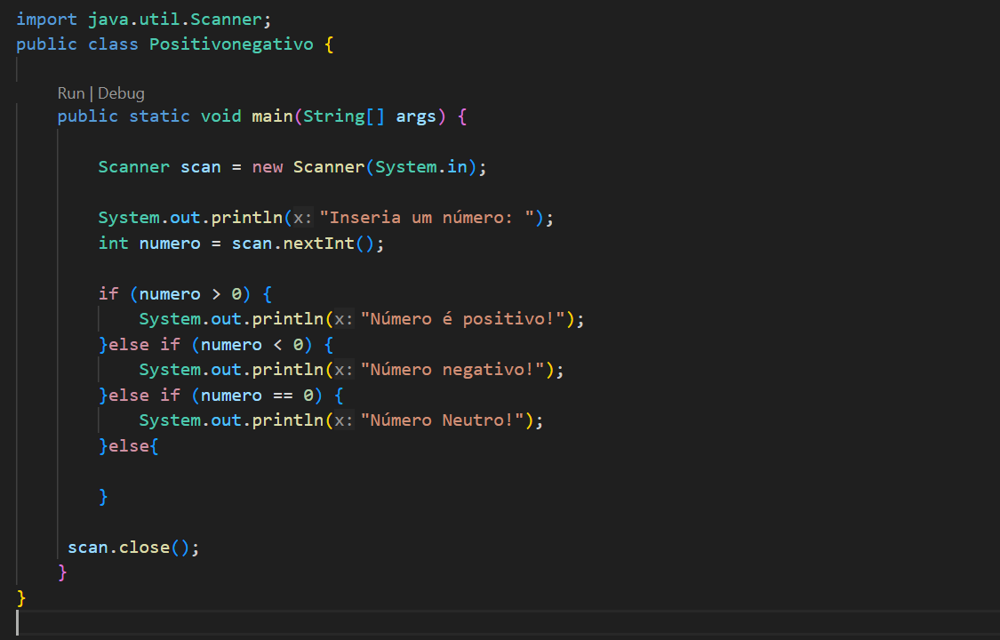 import java.util.Scanner;
public class Positivonegativo {
Run | Debug
public static void main(String[] args) {
Scanner scan = new Scanner(System.in);
System.out.println(x: "Inseria um número: ");
int numero = scan.nextInt();
if (numero > 0) {
System.out.println(x: "Número é positivo!");
}else if (numero < 0) {
System.out.println(x: "Número negativo!");
}else if (numero == 0) {
System.out.println(x: "Número Neutro!");
}else{
}
scan.close();
}
}